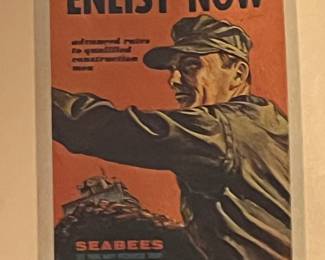 ENLIST NOW
advanced rates
to qualified
construction
men
SEABEES